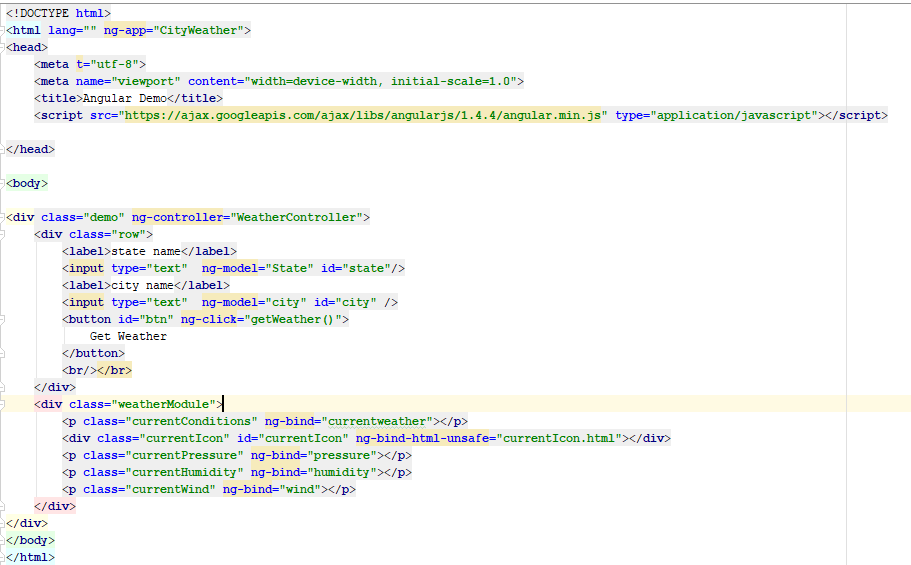 <!DOCTYPE html>
<html lang="" ng-app="CityWeather">
<head>
    <meta t="utf-8">
    <meta name="viewport" content="width=device-width, initial-scale=1.0">
    <title>Angular Demo</title>
    <script src="https://ajax.googleapis.com/ajax/libs/angularjs/1.4.4/angular.min.js" type="application/javascript"></script>

</head>

<body>

<div class="demo" ng-controller="WeatherController">
    <div class="row">
        <label>state name</label>
        <input type="text"  ng-model="State" id="state"/>
        <label>city name</label>
        <input type="text"  ng-model="city" id="city" />
        <button id="btn" ng-click="getWeather()">
            Get Weather
        </button>
        <br/></br>
    </div>
    <div class="weatherModule">
        <p class="currentConditions" ng-bind="currentweather"></p>
        <div class="currentIcon" id="currentIcon" ng-bind-html-unsafe="currentIcon.html"></div>
        <p class="currentPressure" ng-bind="pressure"></p>
        <p class="currentHumidity" ng-bind="humidity"></p>
        <p class="currentWind" ng-bind="wind"></p>
    </div>
</div>
</body>
</html>